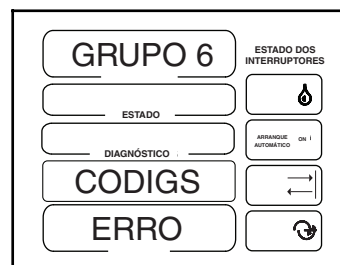 GRUPO 6
ESTADO DOS
INTERRUPTORES
ESTADO
ARRANQUE
AUTOMÁTICO
ON I
DIAGNÓSTICO
CODIGS
ERRO